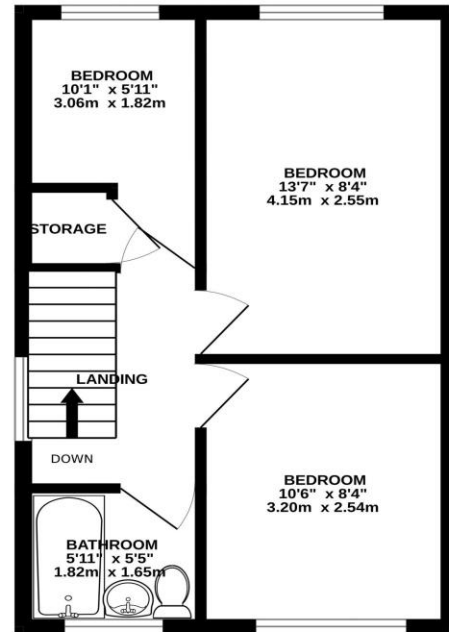 BEDROOM
10'1" x 5'11"
3.06m x 1.82m
BEDROOM
13'7" x 8'4"
4.15m x 2.55m
STORAGE
LANDING
DOWN
BEDROOM
10'6" x 8'4"
3.20m x 2.54m
BATHROOM
5'11" x 5'5"
1.82m x 1.65m